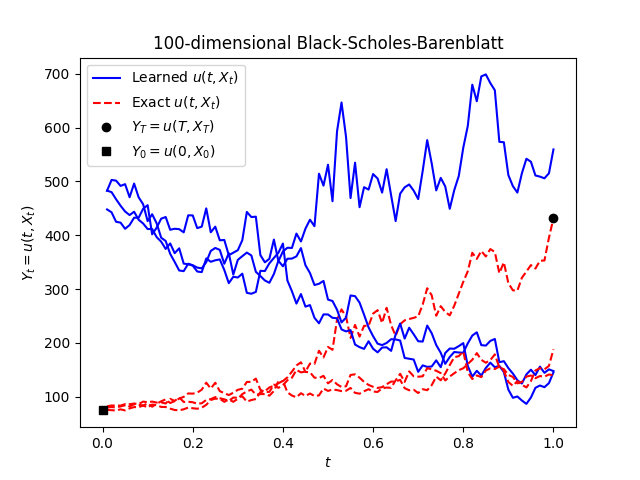 100-dimensional Black-Scholes-Barenblatt
Learned u(t, X_t)
Exact u(t, X_t)
Y_T = u(T, X_T)
Y_0 = u(0, X_0)
Y_t = u(t, X_t)
700
600
500
400
300
200
100
0.0 0.2 0.4 0.6 0.8 1.0
t